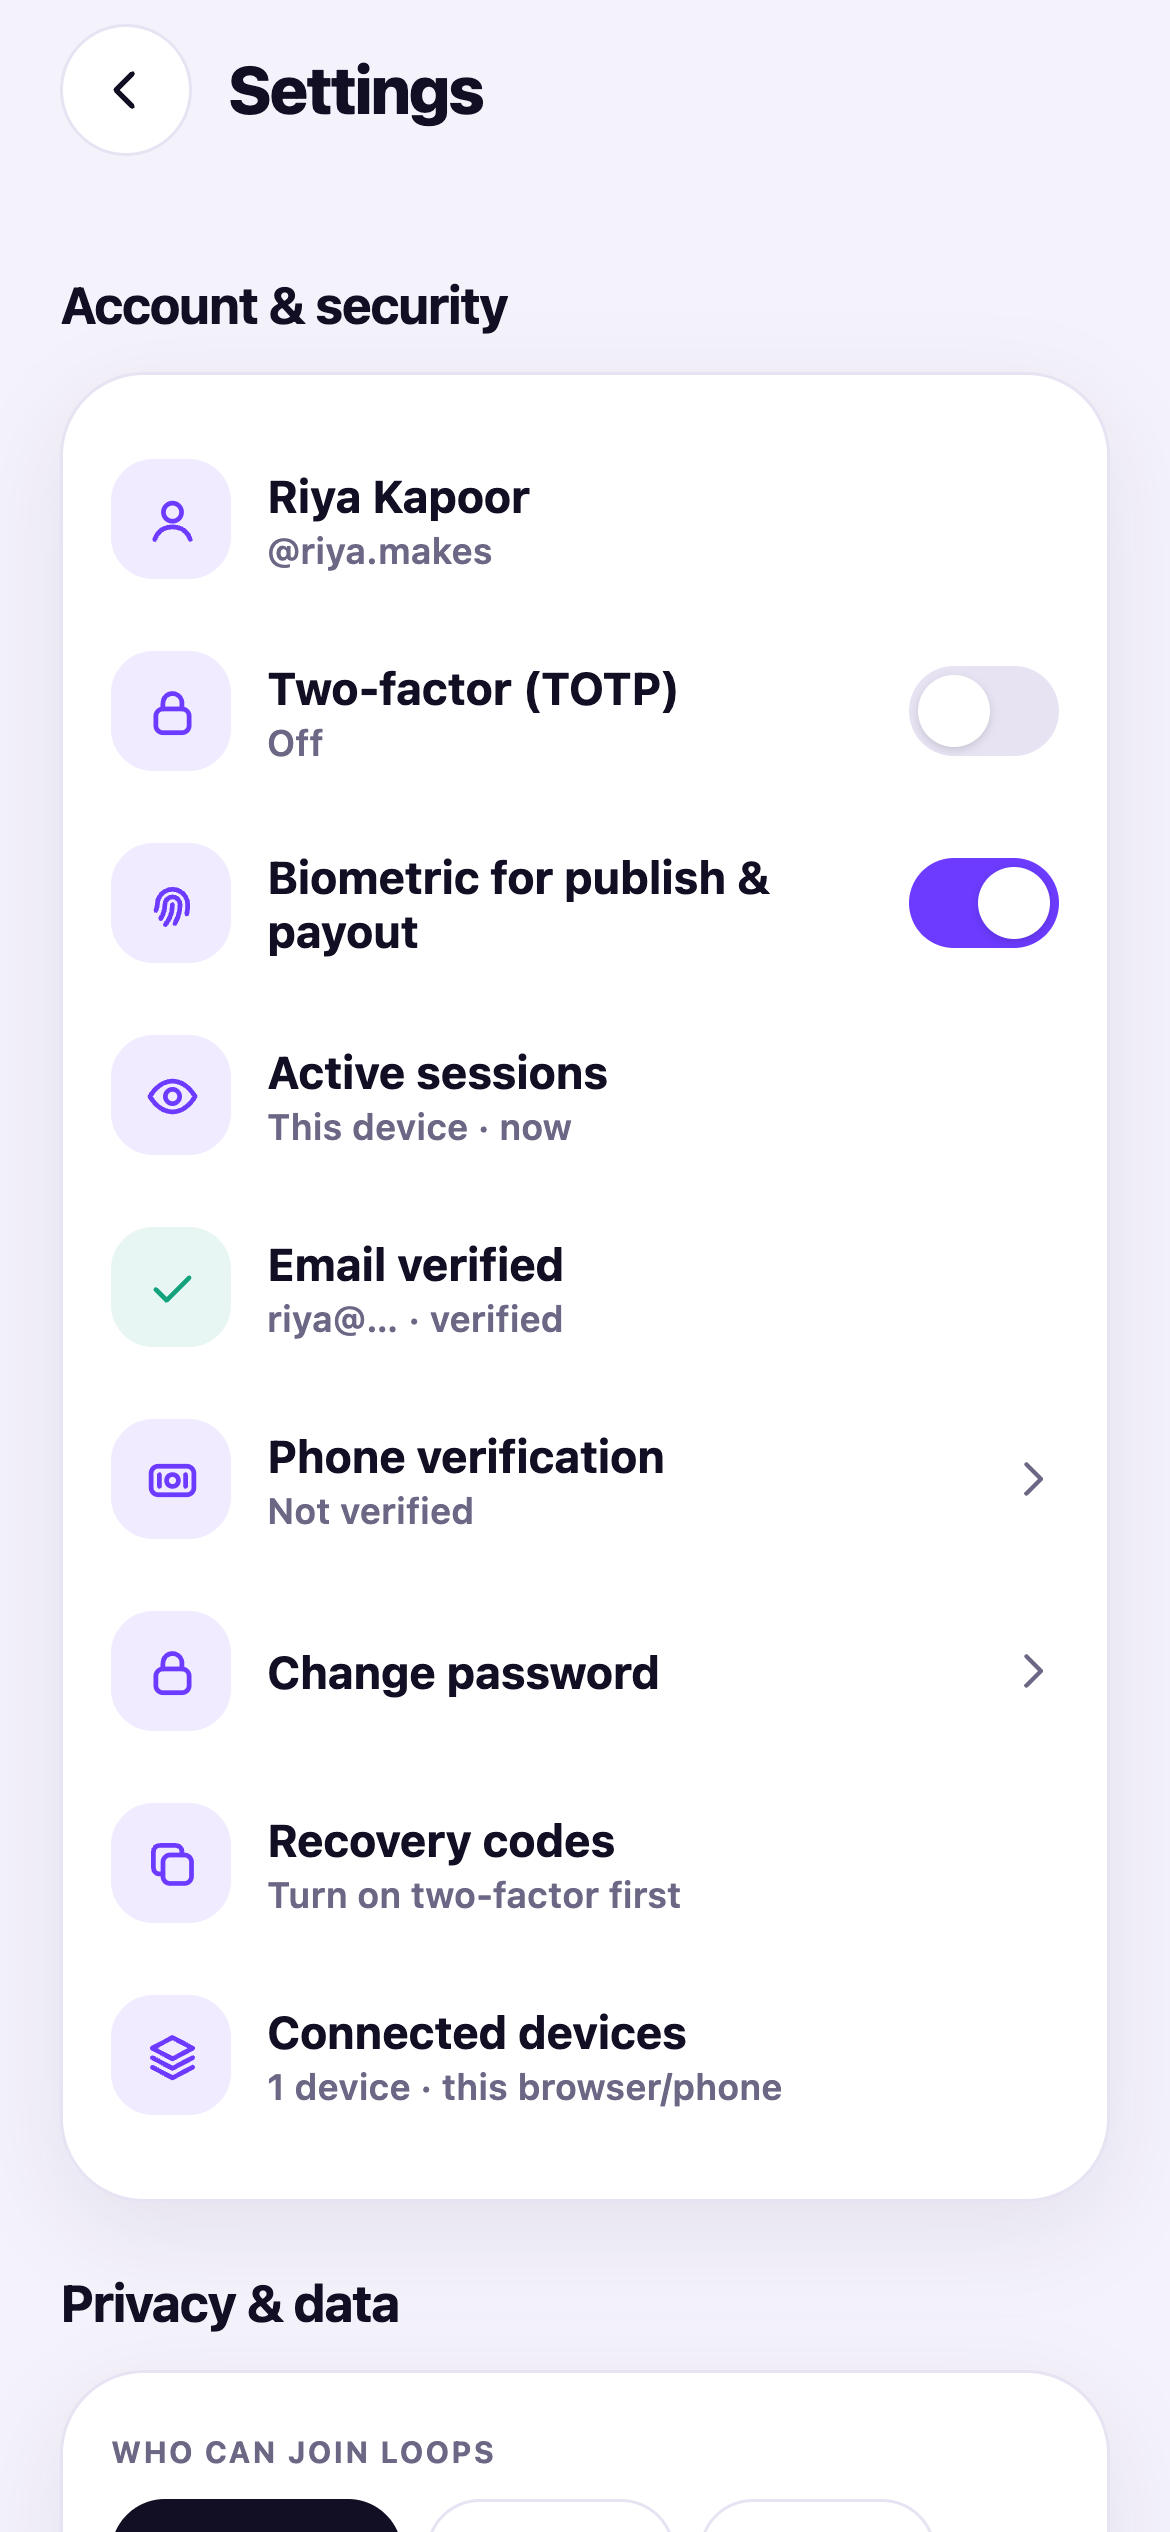 Settings
Account & security
Riya Kapoor
@riya.makes
Two-factor (TOTP)
Off
Biometric for publish &
payout
Active sessions
This device · now
Email verified
riya@... · verified
Phone verification
Not verified
Change password
Recovery codes
Turn on two-factor first
Connected devices
1 device · this browser/phone
Privacy & data
WHO CAN JOIN LOOPS